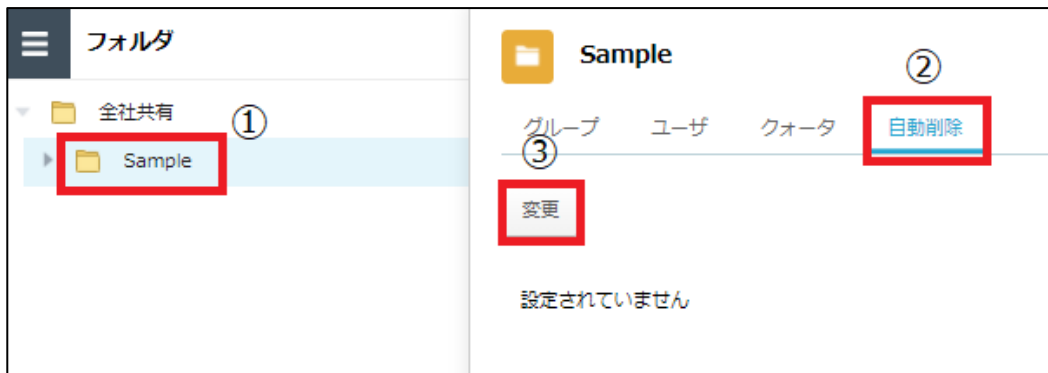 フォルダ
全社共有
①
Sample
Sample
②
グループ ユーザ クォータ 自動削除
③
変更
設定されていません